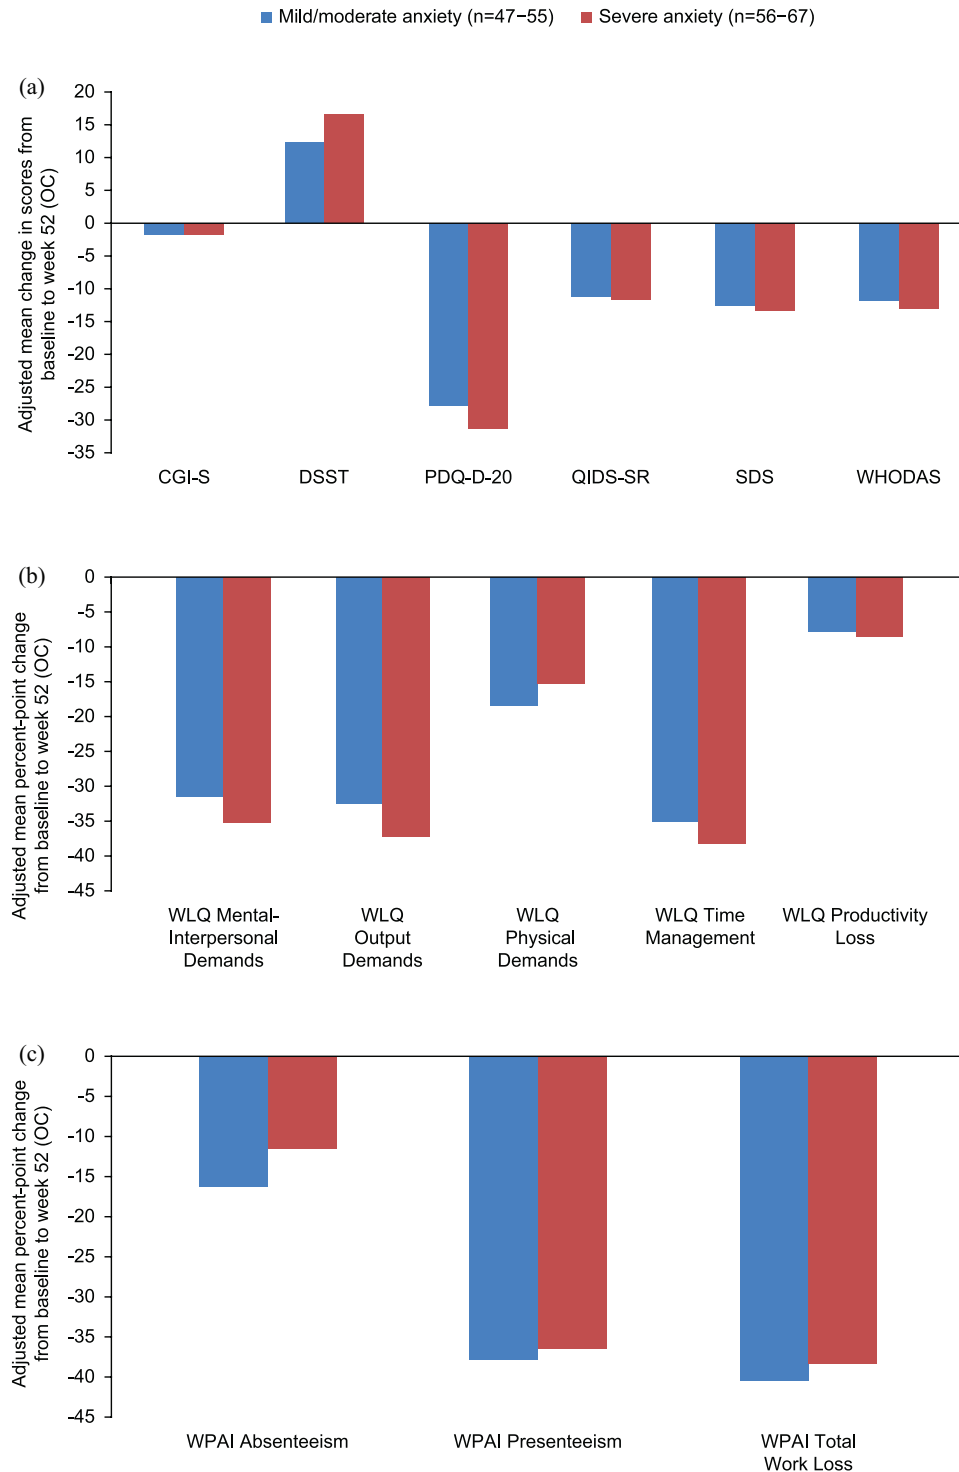 Mild/moderate anxiety (n=47−55) Severe anxiety (n=56−67)
(a)
Adjusted mean change in scores from
baseline to week 52 (OC)
20
15
10
5
0
-5
-10
-15
-20
-25
-30
-35
CGI-S DSST PDQ-D-20 QIDS-SR SDS WHODAS
(b)
Adjusted mean percent-point change
from baseline to week 52 (OC)
0
-5
-10
-15
-20
-25
-30
-35
-40
-45
WLQ Mental-
Interpersonal
Demands
WLQ
Output
Demands
WLQ
Physical
Demands
WLQ Time
Management
WLQ Productivity
Loss
(c)
Adjusted mean percent-point change
from baseline to week 52 (OC)
0
-5
-10
-15
-20
-25
-30
-35
-40
-45
WPAI Absenteeism
WPAI Presenteeism
WPAI Total
Work Loss